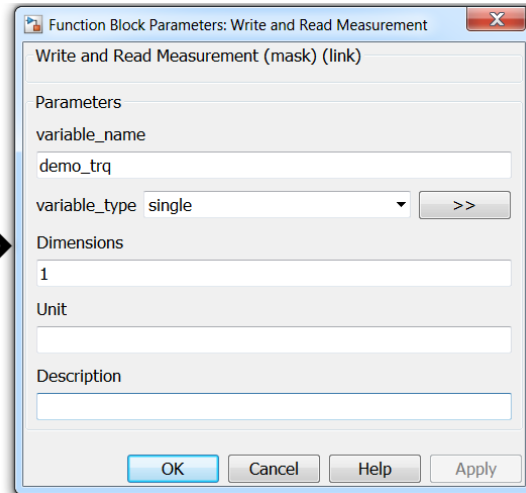 Function Block Parameters: Write and Read Measurement
Write and Read Measurement (mask) (link)
Parameters
variable_name
demo_trq
variable_type single >>
Dimensions
1
Unit
Description
OK Cancel Help Apply